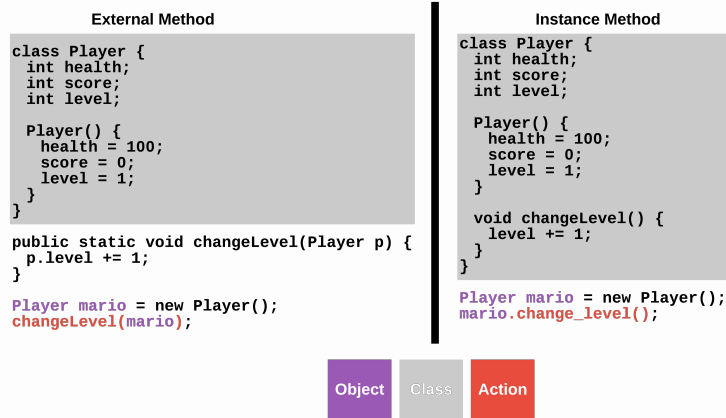 External Method
class Player {
int health;
int score;
int level;
Player() {
health = 100;
score = 0;
level = 1;
}
}
public static void changeLevel(Player p) {
p.level += 1;
}
Player mario = new Player();
changeLevel(mario);
Instance Method
class Player {
int health;
int score;
int level;
Player() {
health = 100;
score = 0;
level = 1;
}
void changeLevel() {
level += 1;
}
}
Player mario = new Player();
mario.change_level();
Object Class Action